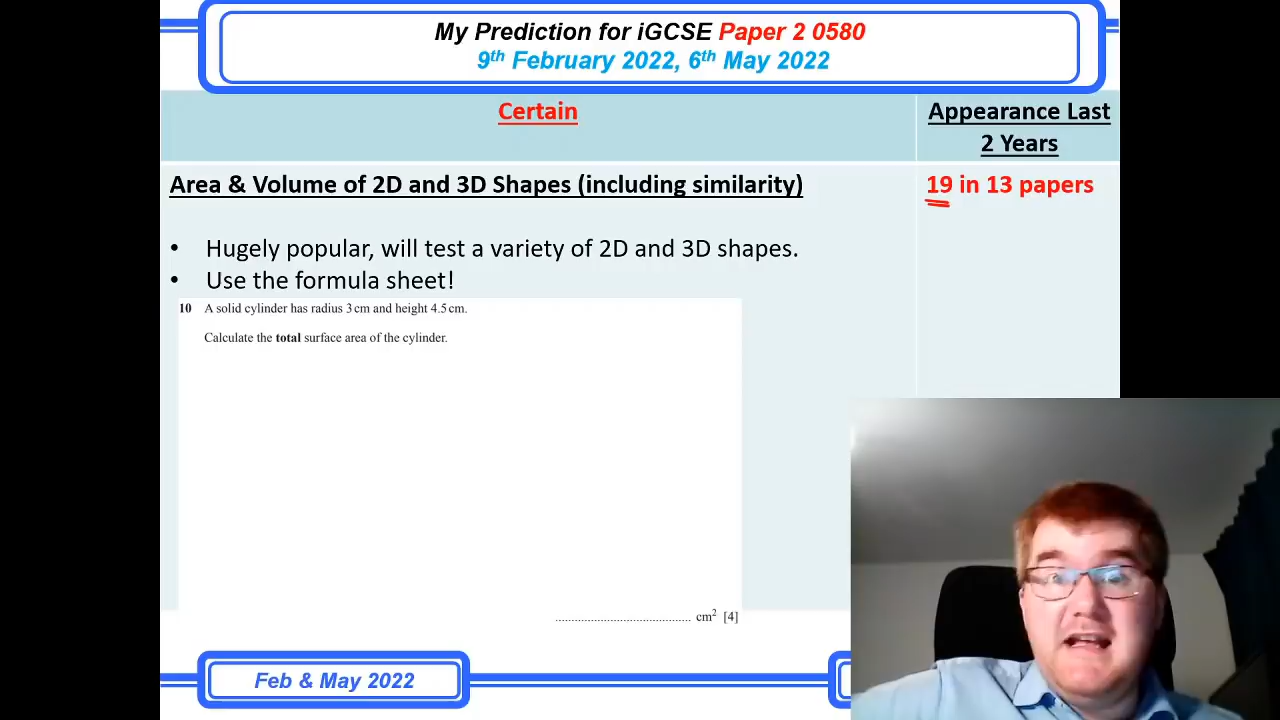 My Prediction for iGCSE Paper 2 0580
9th February 2022, 6th May 2022
Certain
Appearance Last
2 Years
Area & Volume of 2D and 3D Shapes (including similarity)
19 in 13 papers
• Hugely popular, will test a variety of 2D and 3D shapes.
• Use the formula sheet!
10 A solid cylinder has radius 3 cm and height 4.5 cm.
Calculate the total surface area of the cylinder.
.......................................... cm² [4]
Feb & May 2022